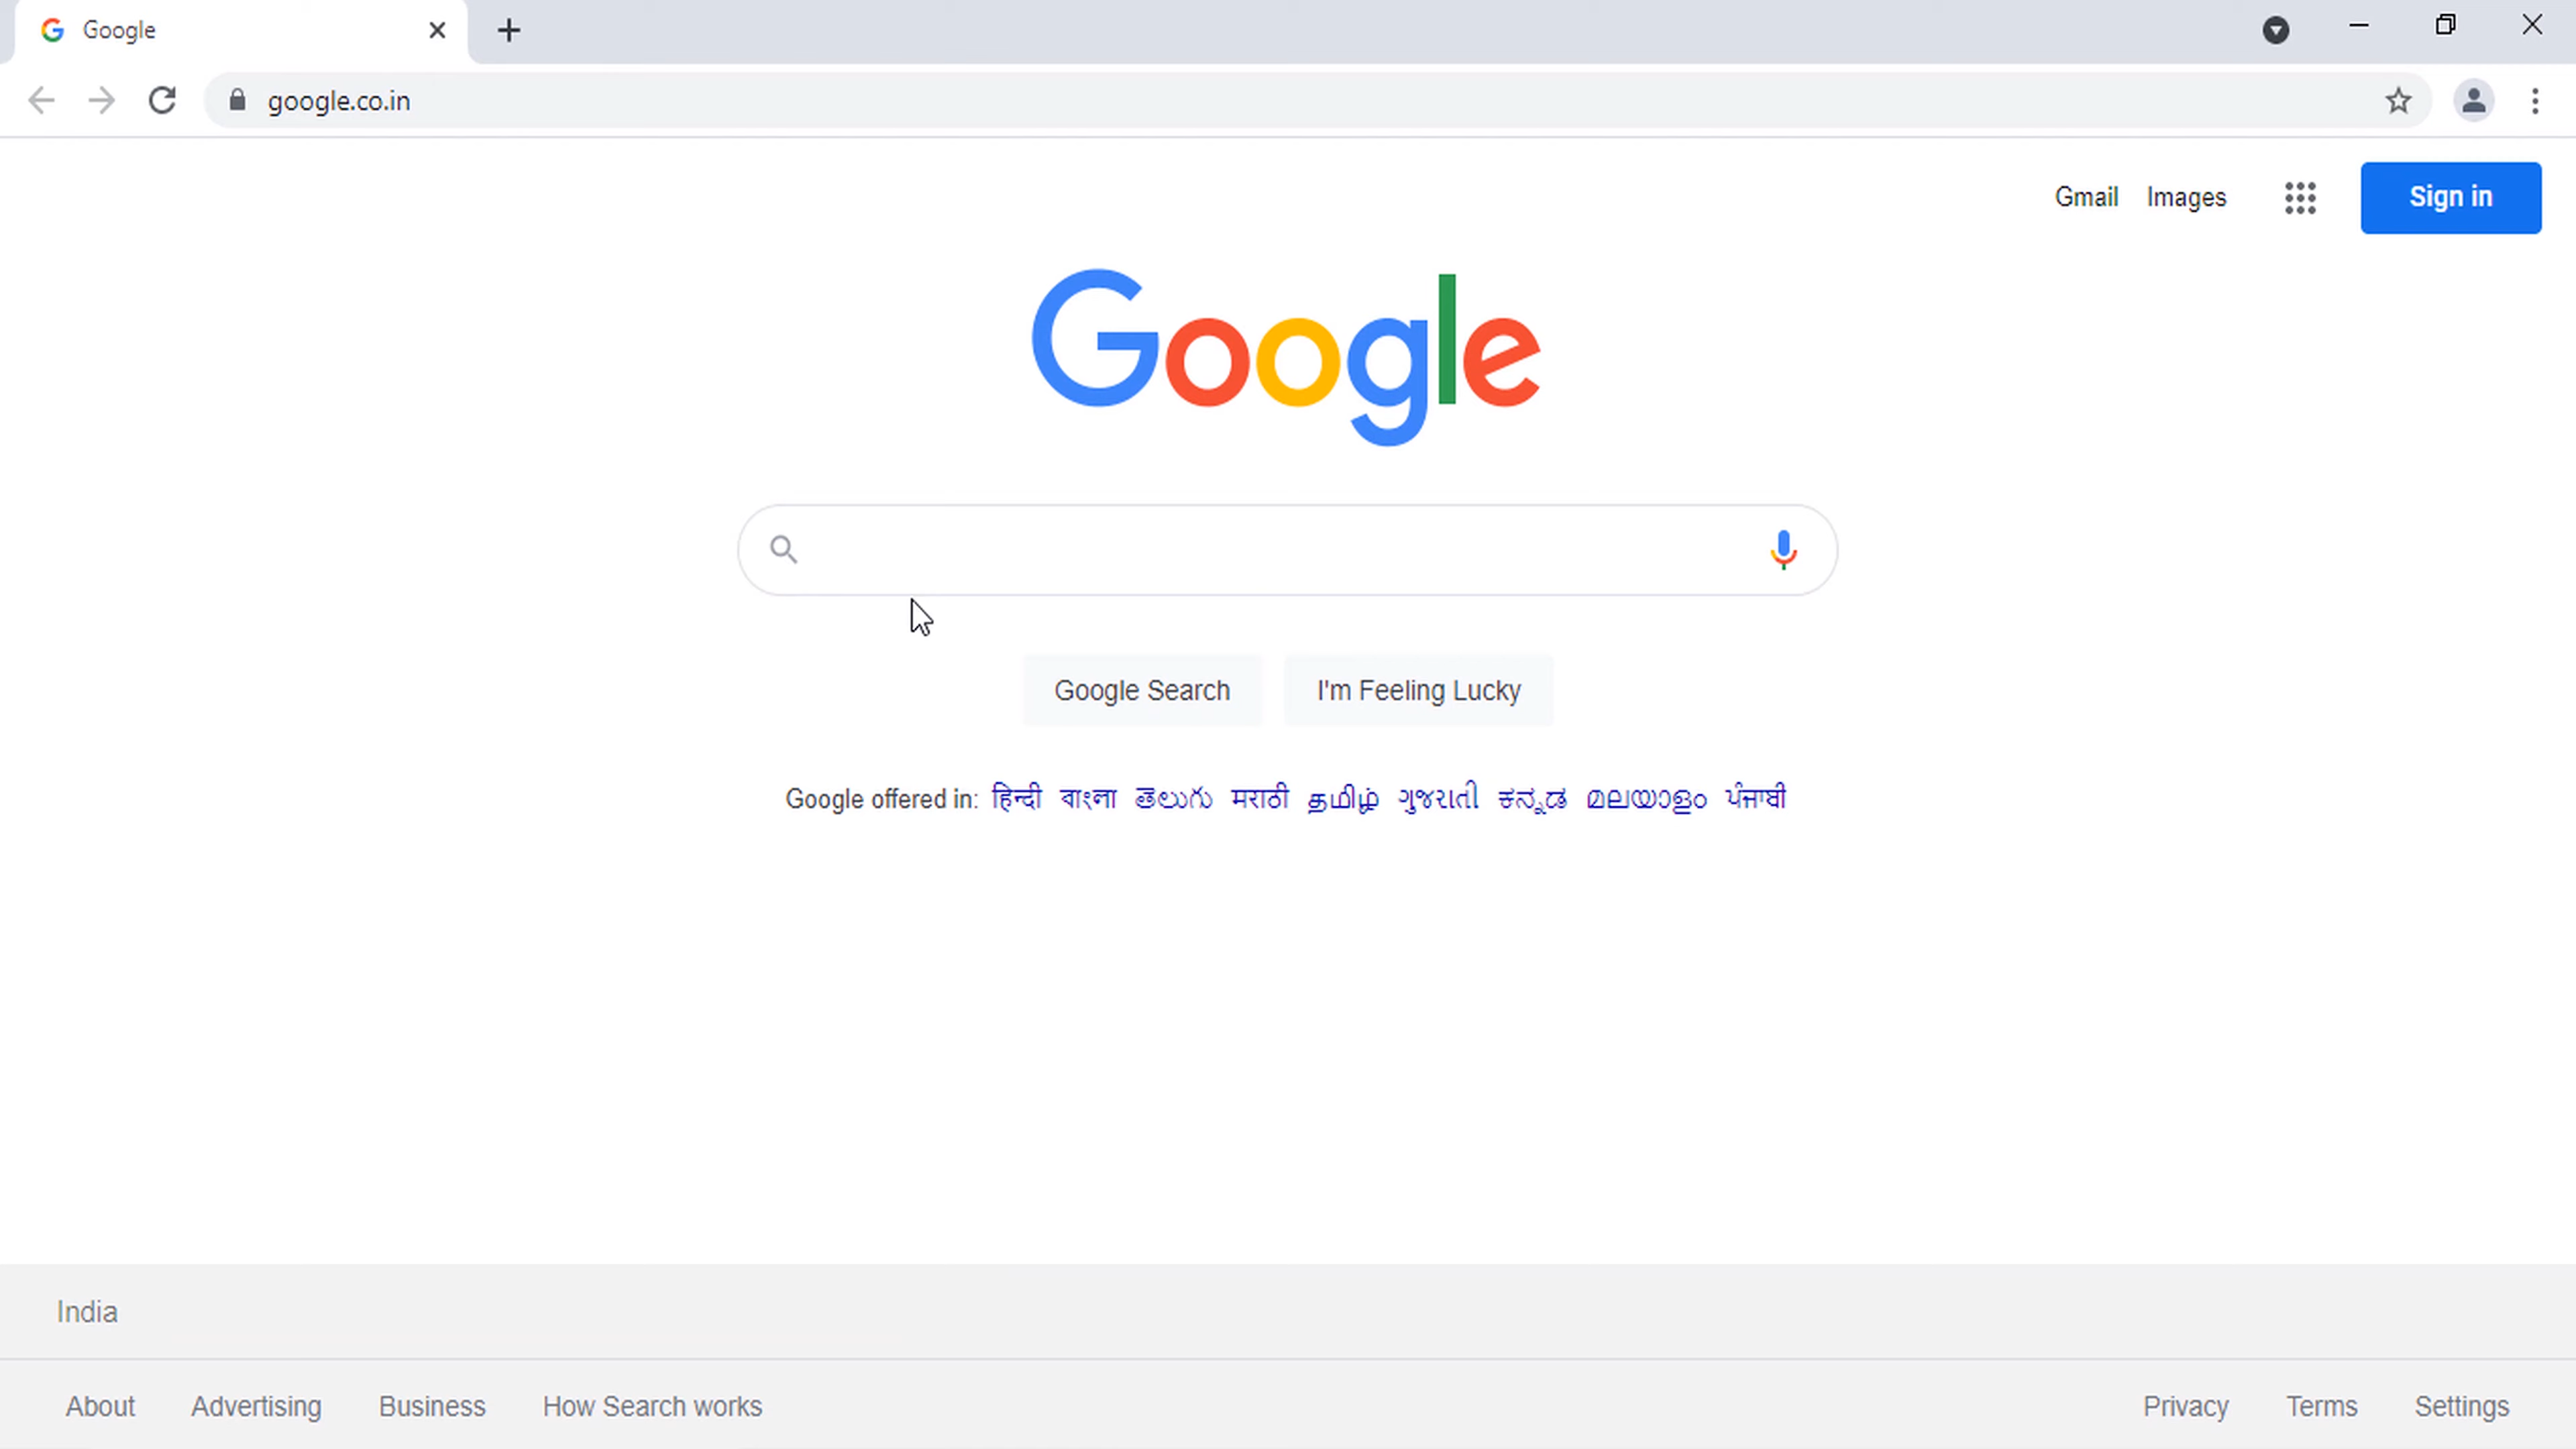 Google
google.co.in
Gmail Images Sign in
Google
Google Search I'm Feeling Lucky
Google offered in: हिन्दी বাংলা తెలుగు मराठी தமிழ் ગુજરાતી ಕನ್ನಡ മലയാളം ਪੰਜਾਬੀ
India
About Advertising Business How Search works Privacy Terms Settings